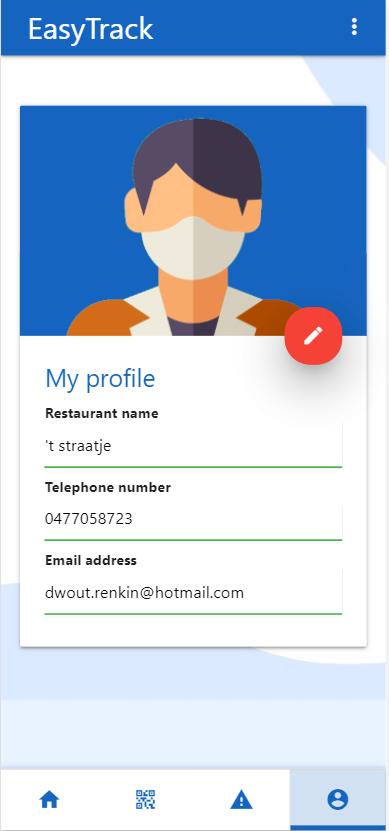 EasyTrack
My profile
Restaurant name
't straatje
Telephone number
0477058723
Email address
dwout.renkin@hotmail.com